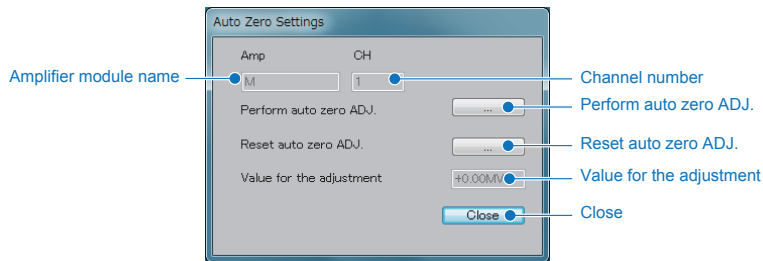 Auto Zero Settings
Amp CH
Amplifier module name M 1 Channel number
Perform auto zero ADJ. ... Perform auto zero ADJ.
Reset auto zero ADJ. ... Reset auto zero ADJ.
Value for the adjustment +0.00MV Value for the adjustment
Close Close